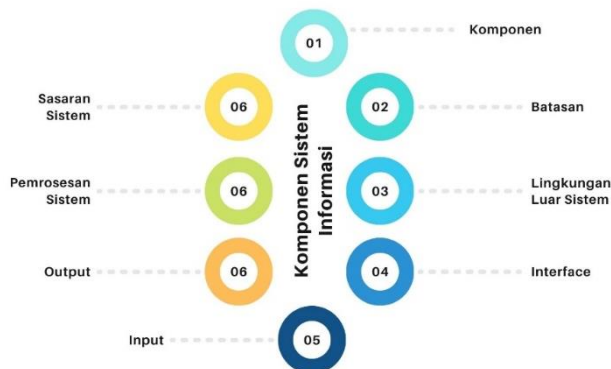 01
Komponen
02
Batasan
03
Lingkungan
Luar Sistem
04
Interface
05
Input
06
Output
06
Pemrosesan
Sistem
06
Sasaran
Sistem
Komponen Sistem
Informasi